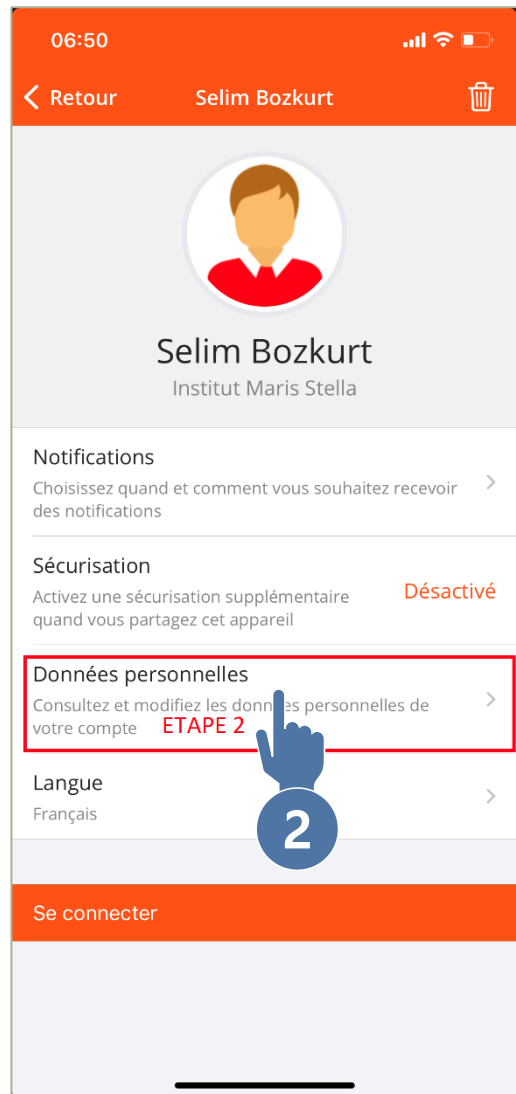 06:50
Retour Selim Bozkurt
Selim Bozkurt
Institut Maris Stella
Notifications
Choisissez quand et comment vous souhaitez recevoir
des notifications
Sécurisation
Activez une sécurisation supplémentaire
quand vous partagez cet appareil
Désactivé
Données personnelles
Consultez et modifiez les données personnelles de
votre compte ETAPE 2
Langue
Français
2
Se connecter